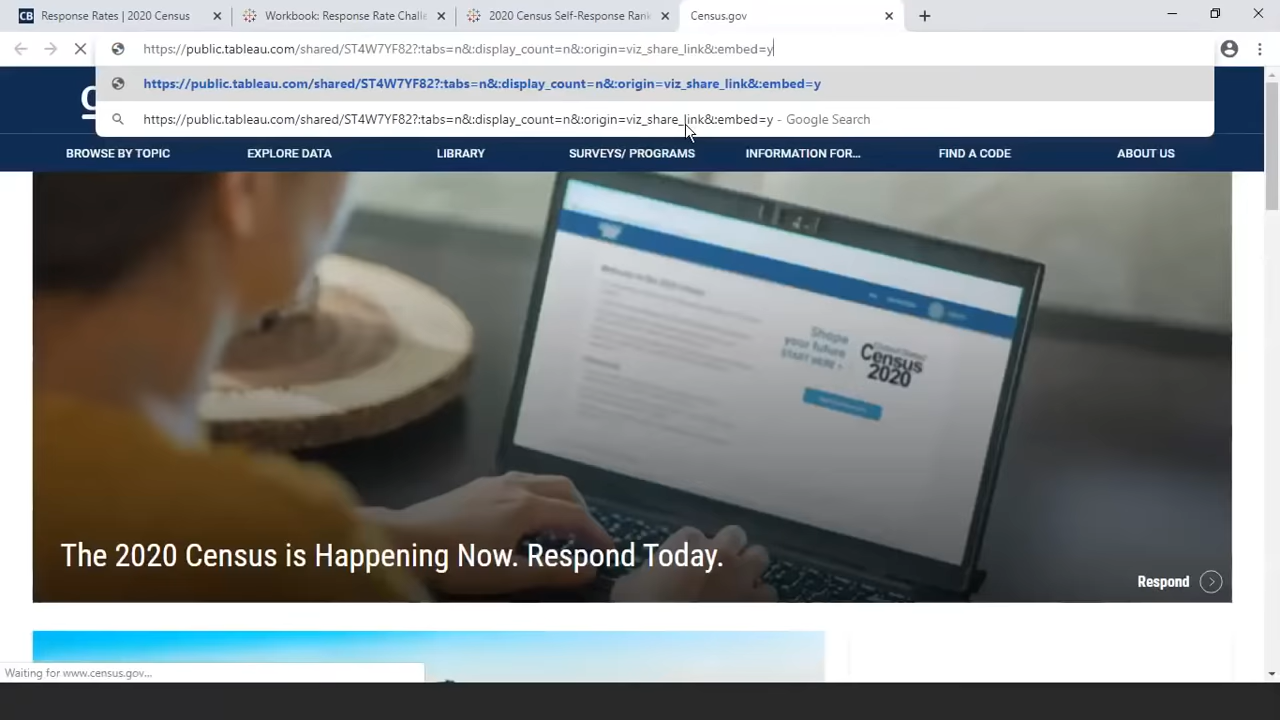 Response Rates | 2020 Census
Workbook: Response Rate Challe
2020 Census Self-Response Rank
Census.gov
https://public.tableau.com/shared/ST4W7YF82?:tabs=n&:display_count=n&:origin=viz_share_link&:embed=y
https://public.tableau.com/shared/ST4W7YF82?:tabs=n&:display_count=n&:origin=viz_share_link&:embed=y
https://public.tableau.com/shared/ST4W7YF82?:tabs=n&:display_count=n&:origin=viz_share_link&:embed=y - Google Search
BROWSE BY TOPIC EXPLORE DATA LIBRARY SURVEYS/ PROGRAMS INFORMATION FOR... FIND A CODE ABOUT US
Shape
your future
START HERE >
Census
2020
The 2020 Census is Happening Now. Respond Today.
Respond
Waiting for www.census.gov...